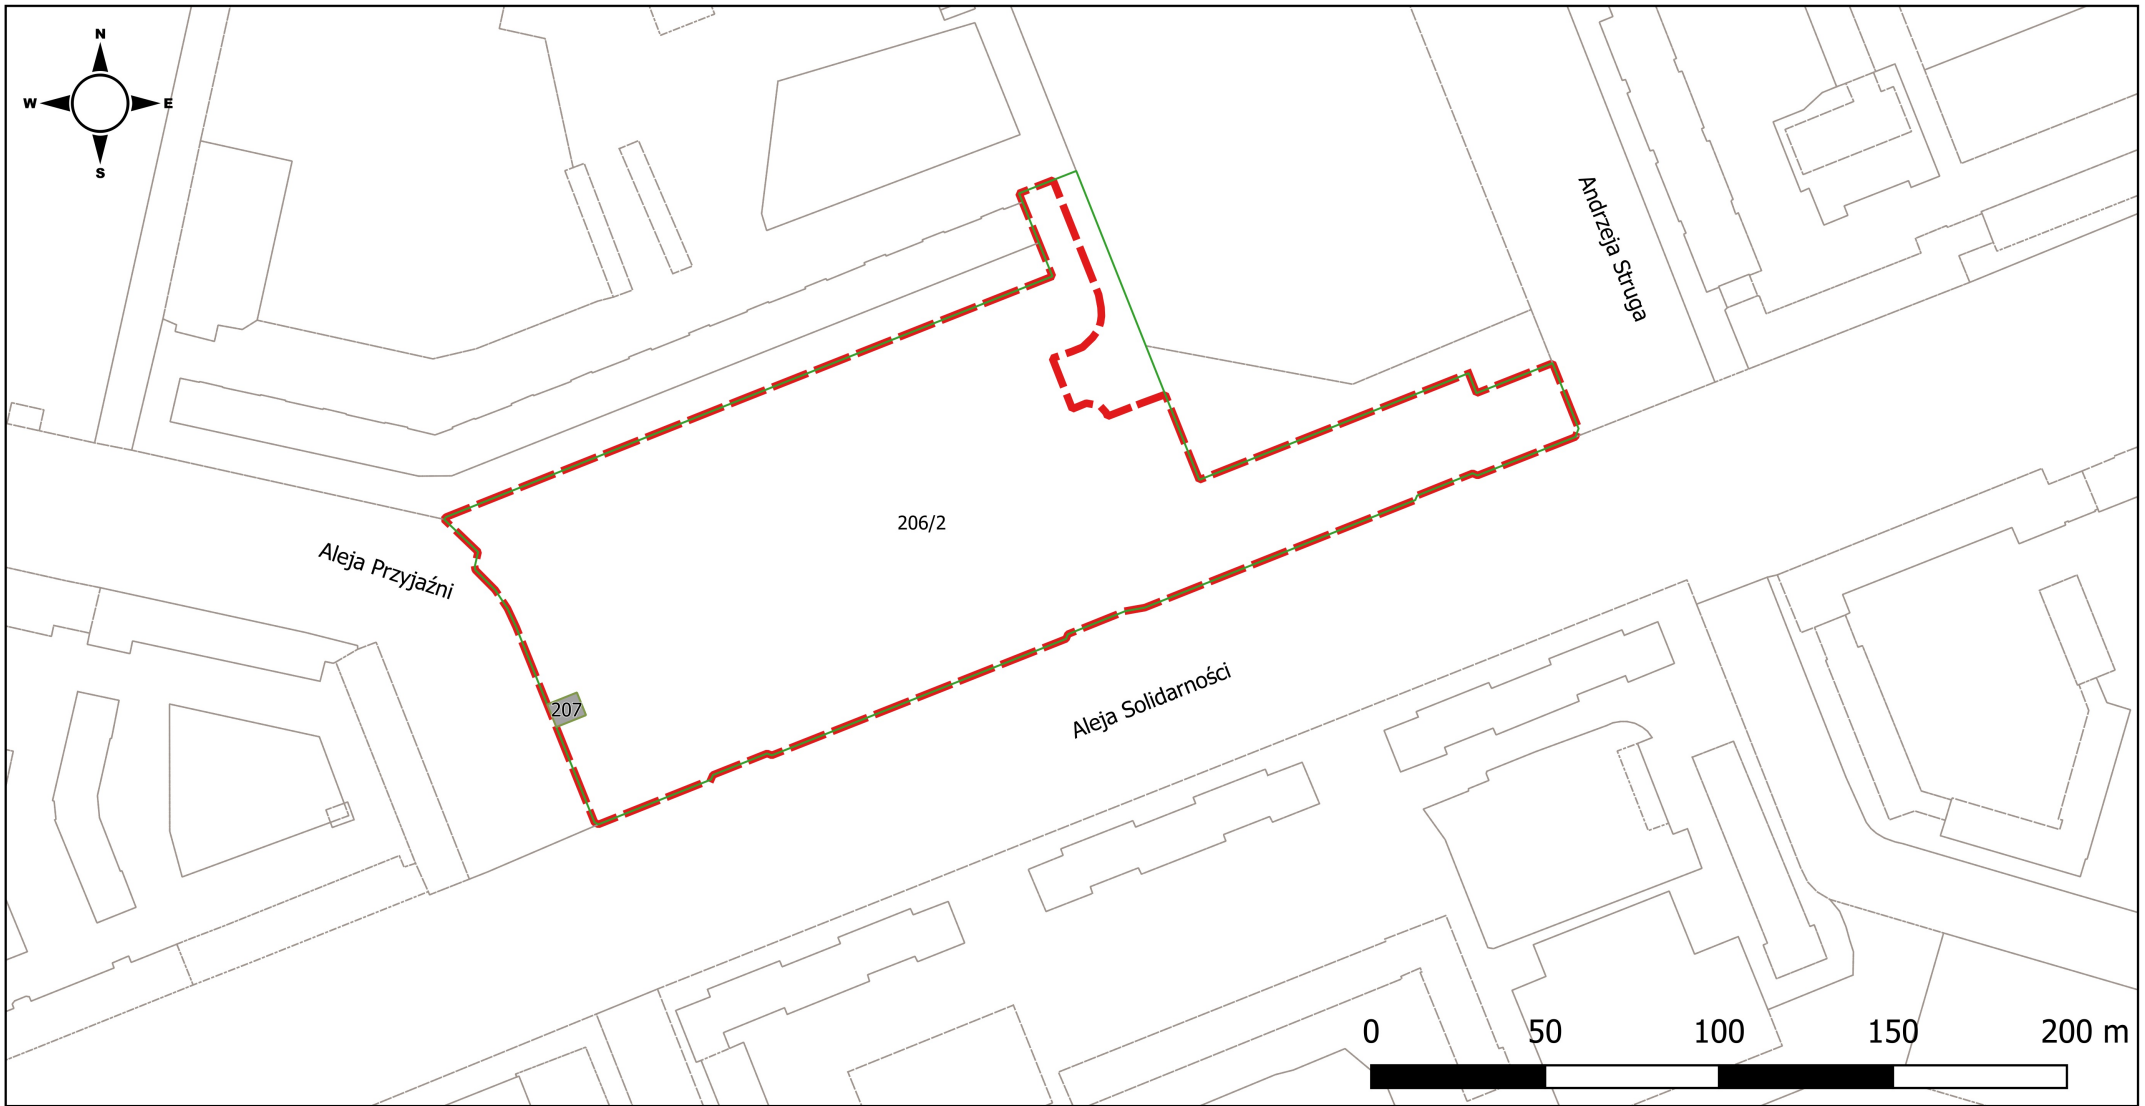 N
W E
S
Andrzeja Struga
206/2
Aleja Przyjaźni
Aleja Solidarności
207
0 50 100 150 200 m